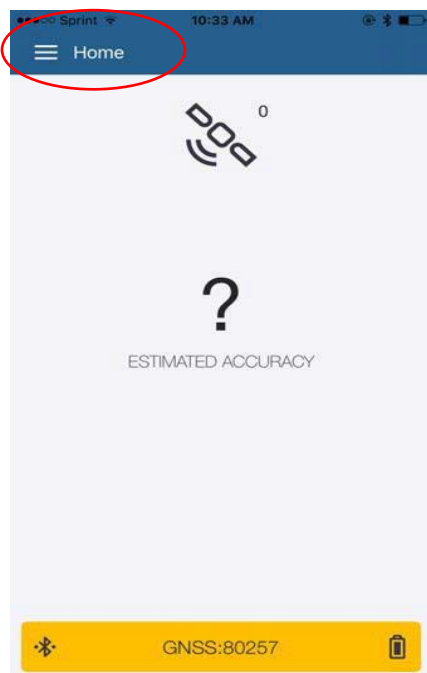 Sprint 10:33 AM
Home
0
?
ESTIMATED ACCURACY
GNSS:80257